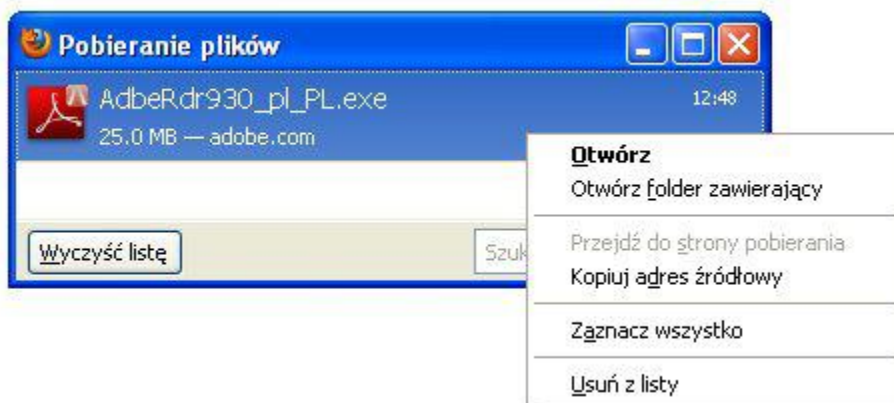 Pobieranie plików
AdbeRdr930_pl_PL.exe
12:48
25.0 MB — adobe.com
Wyczyść listę
Szuk
Otwórz
Otwórz folder zawierający
Przejdź do strony pobierania
Kopiuj adres źródłowy
Zaznacz wszystko
Usuń z listy